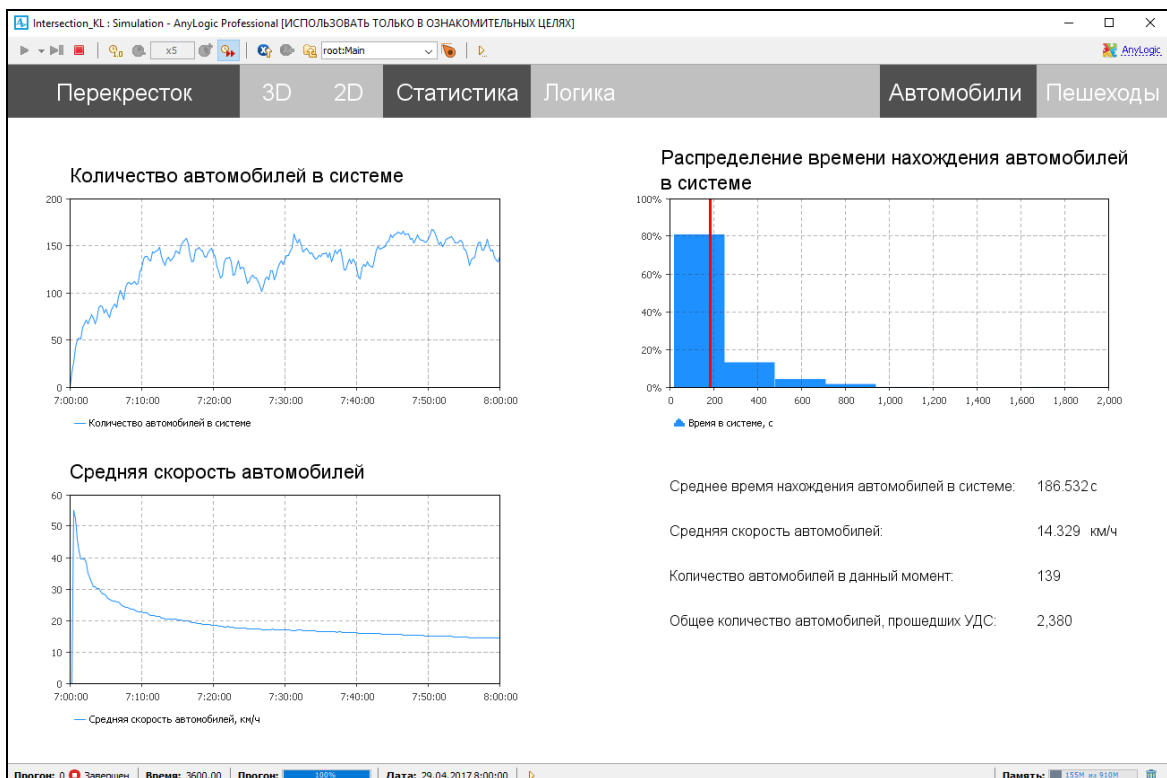 Intersection_KL : Simulation - AnyLogic Professional [ИСПОЛЬЗОВАТЬ ТОЛЬКО В ОЗНАКОМИТЕЛЬНЫХ ЦЕЛЯХ]
1.0 x5 root:Main AnyLogic
Перекресток 3D 2D Статистика Логика Автомобили Пешеходы
Количество автомобилей в системе
200
150
100
50
0
7:00:00 7:10:00 7:20:00 7:30:00 7:40:00 7:50:00 8:00:00
Количество автомобилей в системе
Распределение времени нахождения автомобилей
в системе
100%
80%
60%
40%
20%
0%
0 200 400 600 800 1,000 1,200 1,400 1,600 1,800 2,000
Время в системе, с
Средняя скорость автомобилей
60
50
40
30
20
10
0
7:00:00 7:10:00 7:20:00 7:30:00 7:40:00 7:50:00 8:00:00
Средняя скорость автомобилей, км/ч
Среднее время нахождения автомобилей в системе: 186.532 с
Средняя скорость автомобилей: 14.329 км/ч
Количество автомобилей в данный момент: 139
Общее количество автомобилей, прошедших УДС: 2,380
Прогон: 0 Завершен Время: 3600.00 Прогон: 100% Дата: 29.04.2017 8:00:00 Память: 155M из 910M